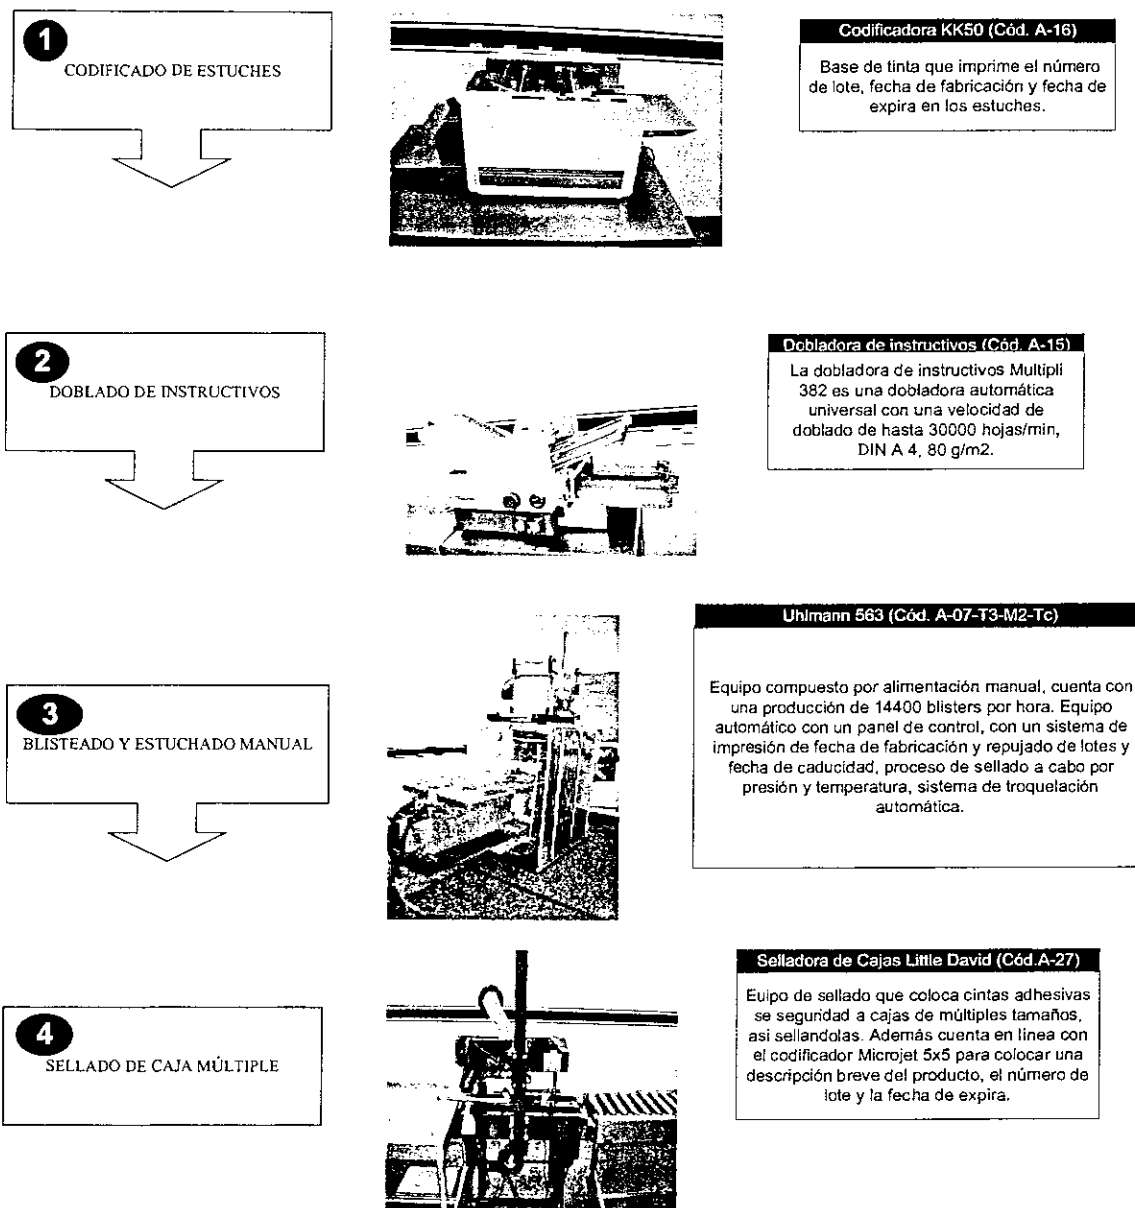 1
CODIFICADO DE ESTUCHES
Codificadora KK50 (Cód. A-16)
Base de tinta que imprime el número
de lote, fecha de fabricación y fecha de
expira en los estuches.
2
DOBLADO DE INSTRUCTIVOS
Dobladora de instructivos (Cód. A-15)
La dobladora de instructivos Multipli
382 es una dobladora automática
universal con una velocidad de
doblado de hasta 30000 hojas/min,
DIN A 4, 80 g/m2.
3
BLISTEADO Y ESTUCHADO MANUAL
Uhlmann 563 (Cód. A-07-T3-M2-Tc)
Equipo compuesto por alimentación manual, cuenta con
una producción de 14400 blisters por hora. Equipo
automático con un panel de control, con un sistema de
impresión de fecha de fabricación y repujado de lotes y
fecha de caducidad, proceso de sellado a cabo por
presión y temperatura, sistema de troquelación
automática.
4
SELLADO DE CAJA MÚLTIPLE
Selladora de Cajas Little David (Cód.A-27)
Euipo de sellado que coloca cintas adhesivas
se seguridad a cajas de múltiples tamaños,
asi sellandolas. Además cuenta en línea con
el codificador Microjet 5x5 para colocar una
descripción breve del producto, el número de
lote y la fecha de expira.